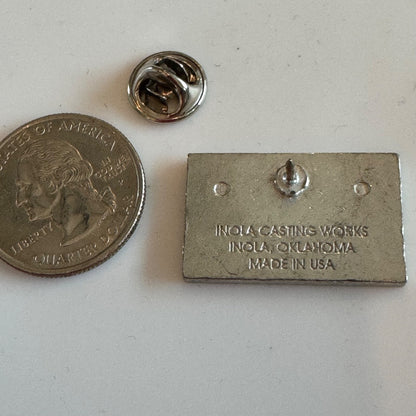 STATES OF AMERICA
LIBERTY
IN
GOD WE
TRUST
QUARTER DOLLAR
INOLA CASTING WORKS
INOLA, OKLAHOMA
MADE IN USA